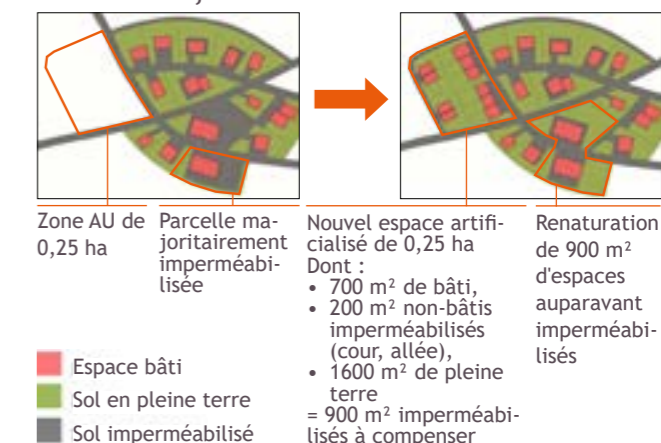 Zone AU de
0,25 ha
Parcelle ma-
joritairement
imperméabi-
lisée
Nouvel espace artifi-
cialisé de 0,25 ha
Dont :
• 700 m² de bâti,
• 200 m² non-bâtis
imperméabilisés
(cour, allée),
• 1600 m² de pleine
terre
= 900 m² imperméabi-
lisés à compenser
Renaturation
de 900 m²
d'espaces
auparavant
imperméabi-
lisés
Espace bâti
Sol en pleine terre
Sol imperméabilisé